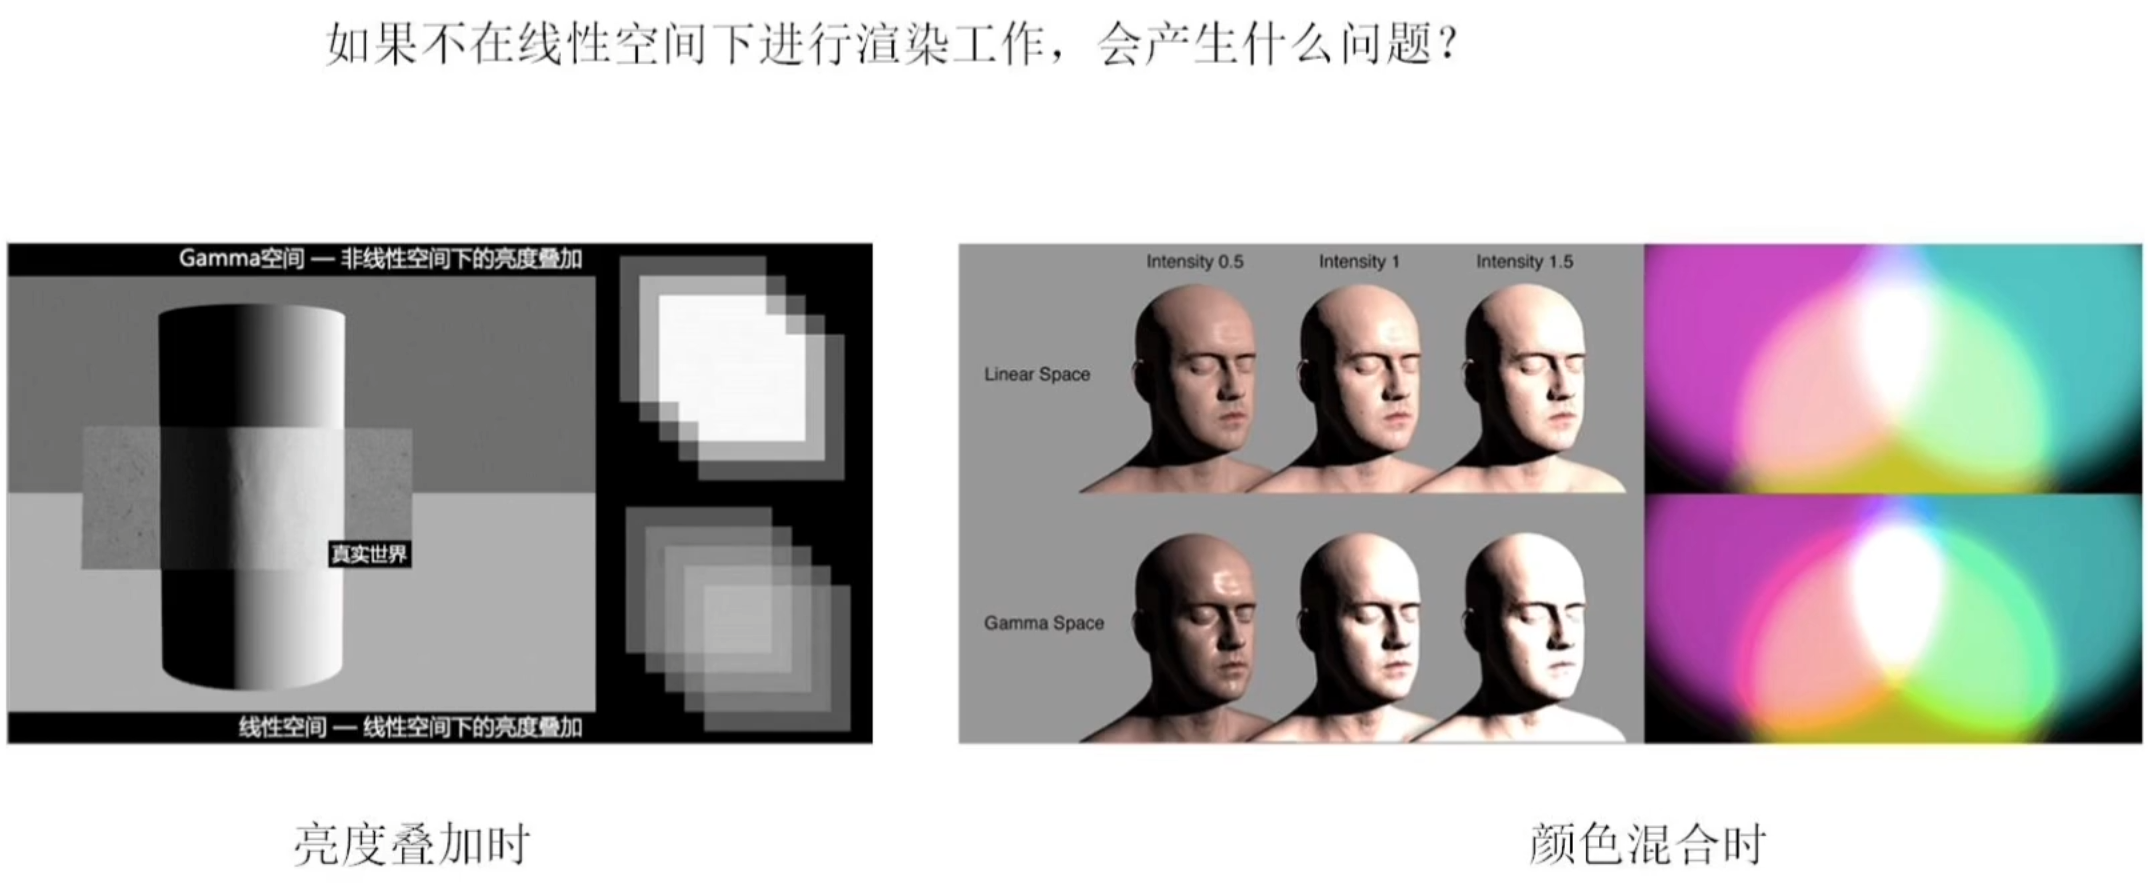 如果不在线性空间下进行渲染工作，会产生什么问题？
Gamma空间 — 非线性空间下的亮度叠加
真实世界
线性空间 — 线性空间下的亮度叠加
Intensity 0.5
Intensity 1
Intensity 1.5
Linear Space
Gamma Space
亮度叠加时
颜色混合时